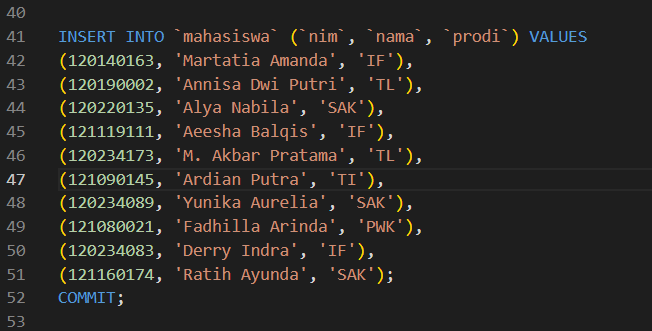 40
41 INSERT INTO `mahasiswa` (`nim`, `nama`, `prodi`) VALUES
42 (120140163, 'Martatia Amanda', 'IF'),
43 (120190002, 'Annisa Dwi Putri', 'TL'),
44 (120220135, 'Alya Nabila', 'SAK'),
45 (121119111, 'Aeesha Balqis', 'IF'),
46 (120234173, 'M. Akbar Pratama', 'TL'),
47 (121090145, 'Ardian Putra', 'TI'),
48 (120234089, 'Yunika Aurelia', 'SAK'),
49 (121080021, 'Fadhilla Arinda', 'PWK'),
50 (120234083, 'Derry Indra', 'IF'),
51 (121160174, 'Ratih Ayunda', 'SAK');
52 COMMIT;
53